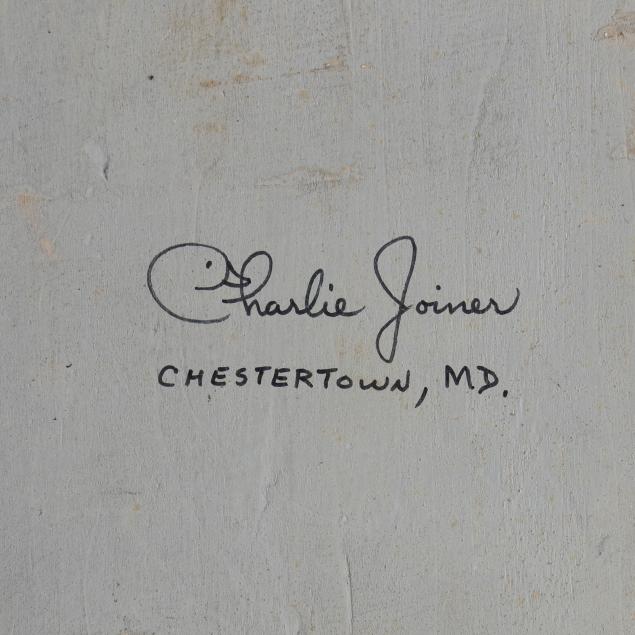 Charlie Joiner
CHESTERTOWN, MD.